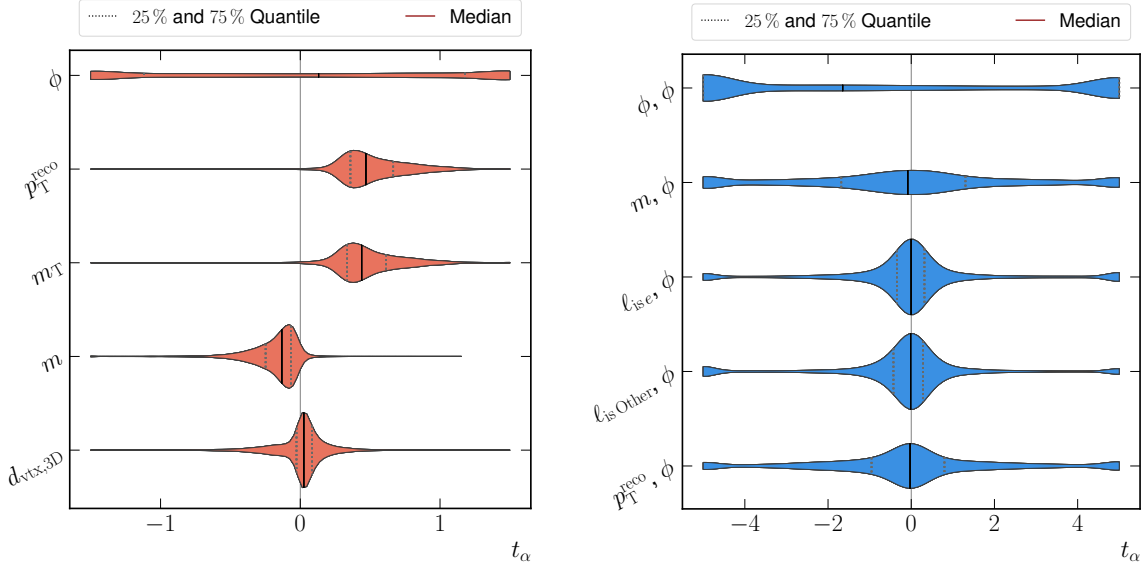 25 % and 75 % Quantile Median
ϕ
p_T^reco
m_T
m
d_vtx,3D
−1 0 1
t_α
25 % and 75 % Quantile Median
ϕ, ϕ
m, ϕ
ℓ_is e, ϕ
ℓ_is Other, ϕ
p_T^reco, ϕ
−4 −2 0 2 4
t_α